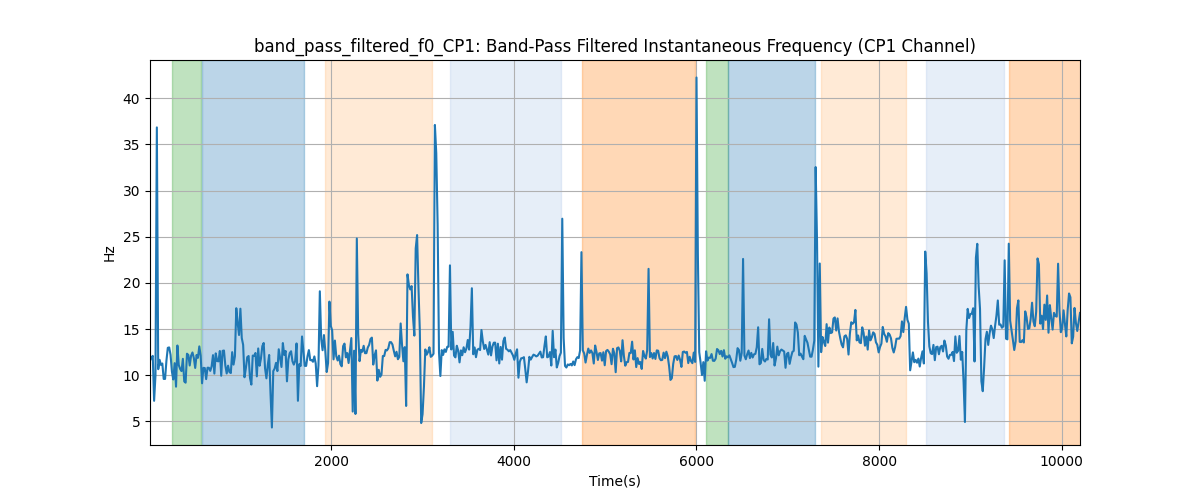 band_pass_filtered_f0_CP1: Band-Pass Filtered Instantaneous Frequency (CP1 Channel)
40
35
30
25
20
15
10
5
Hz
2000 4000 6000 8000 10000
Time(s)